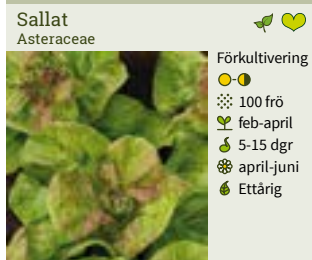 Sallat
Asteraceae
Förkultivering
100 frö
feb-april
5-15 dgr
april-juni
Ettårig